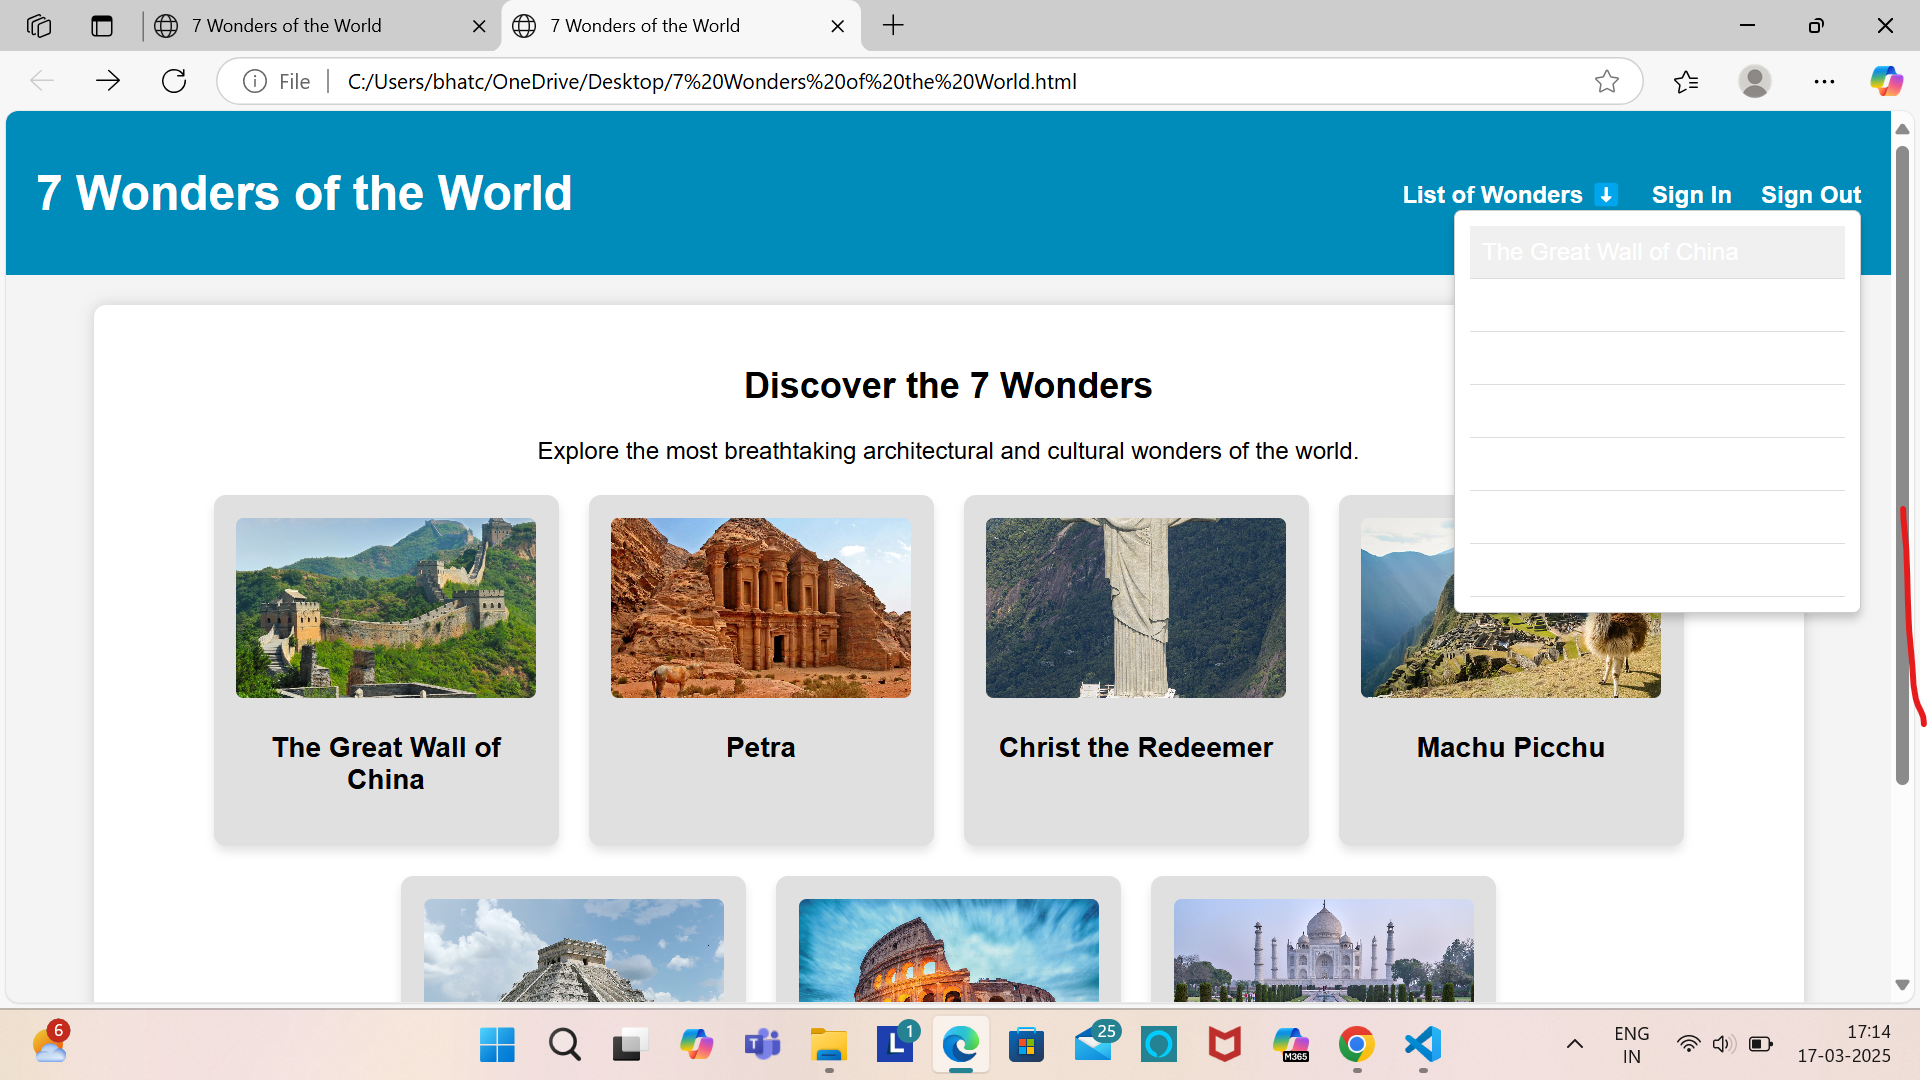 7 Wonders of the World
7 Wonders of the World
File
C:/Users/bhatc/OneDrive/Desktop/7%20Wonders%20of%20the%20World.html
7 Wonders of the World
List of Wonders
Sign In
Sign Out
The Great Wall of China
Discover the 7 Wonders
Explore the most breathtaking architectural and cultural wonders of the world.
The Great Wall of
China
Petra
Christ the Redeemer
Machu Picchu
6
L
1
25
M365
ENG
IN
17:14
17-03-2025